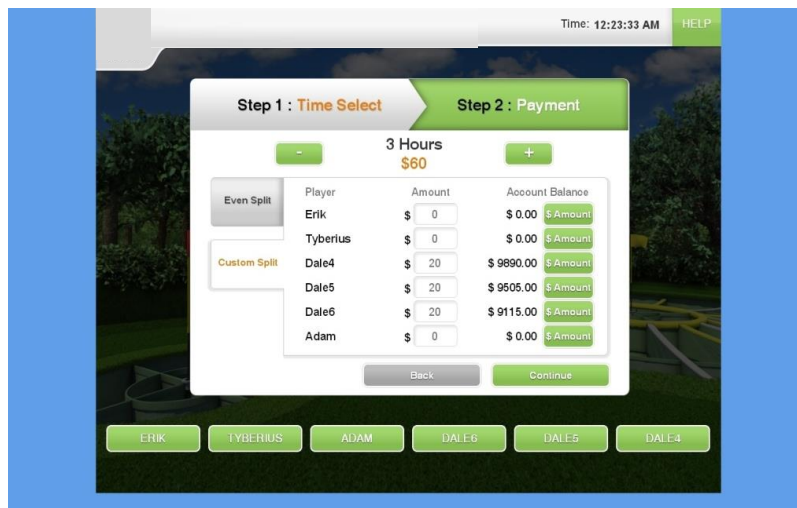 Time: 12:23:33 AM HELP
Step 1 : Time Select Step 2 : Payment
- 3 Hours +
$60
Even Split
Custom Split
Player Amount Account Balance
Erik $ 0 $ 0.00 $ Amount
Tyberius $ 0 $ 0.00 $ Amount
Dale4 $ 20 $ 9890.00 $ Amount
Dale5 $ 20 $ 9505.00 $ Amount
Dale6 $ 20 $ 9115.00 $ Amount
Adam $ 0 $ 0.00 $ Amount
Back Continue
ERIK TYBERIUS ADAM DALE6 DALE5 DALE4